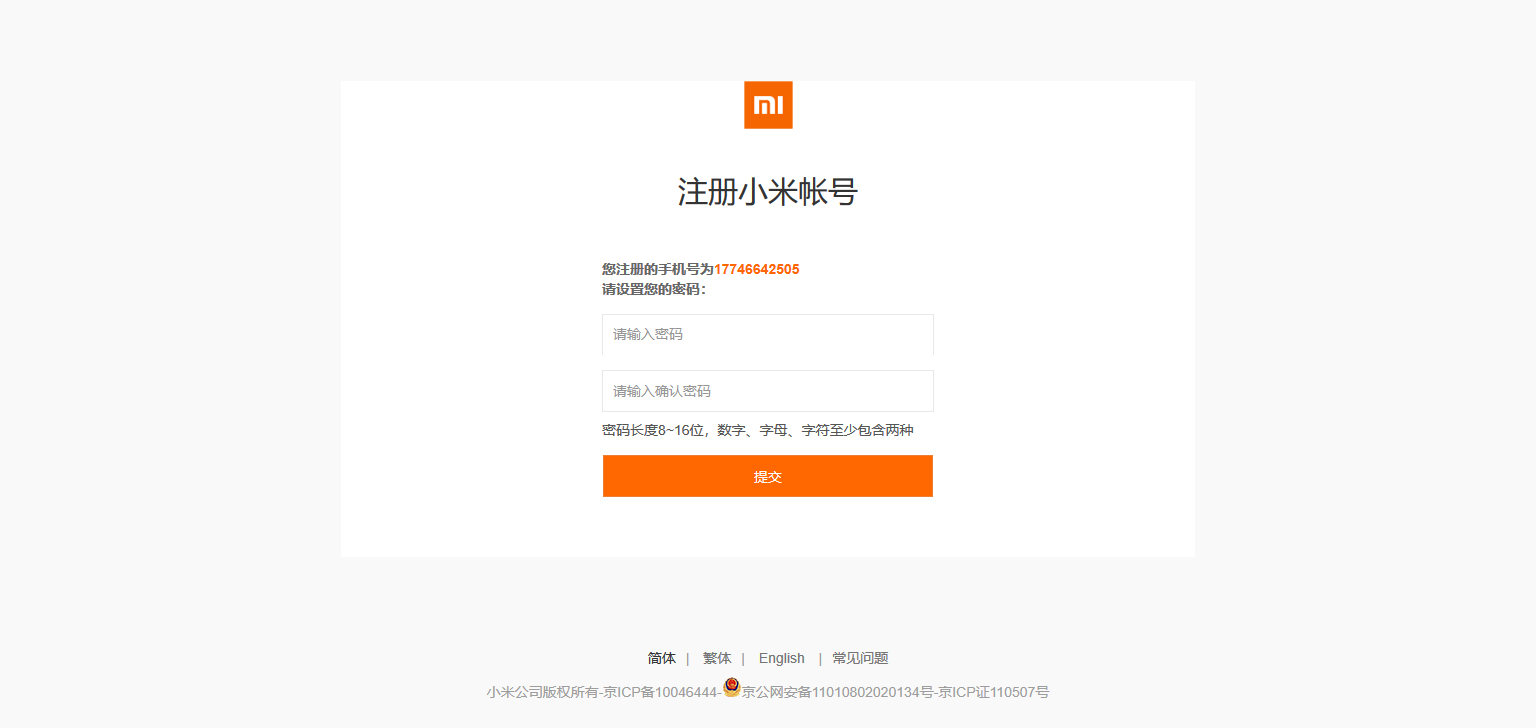 mi
注册小米帐号
您注册的手机号为17746642505
请设置您的密码：
请输入密码
请输入确认密码
密码长度8~16位，数字、字母、字符至少包含两种
提交
简体 | 繁体 | English | 常见问题
小米公司版权所有-京ICP备10046444-京公网安备11010802020134号-京ICP证110507号